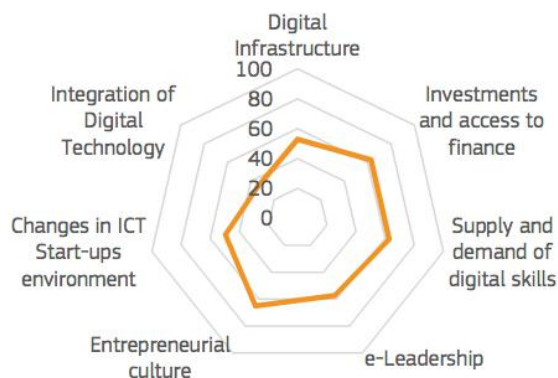 Digital
Infrastructure
100
80
60
40
20
0
Investments
and access to
finance
Supply and
demand of
digital skills
e-Leadership
Entrepreneurial
culture
Changes in ICT
Start-ups
environment
Integration of
Digital
Technology